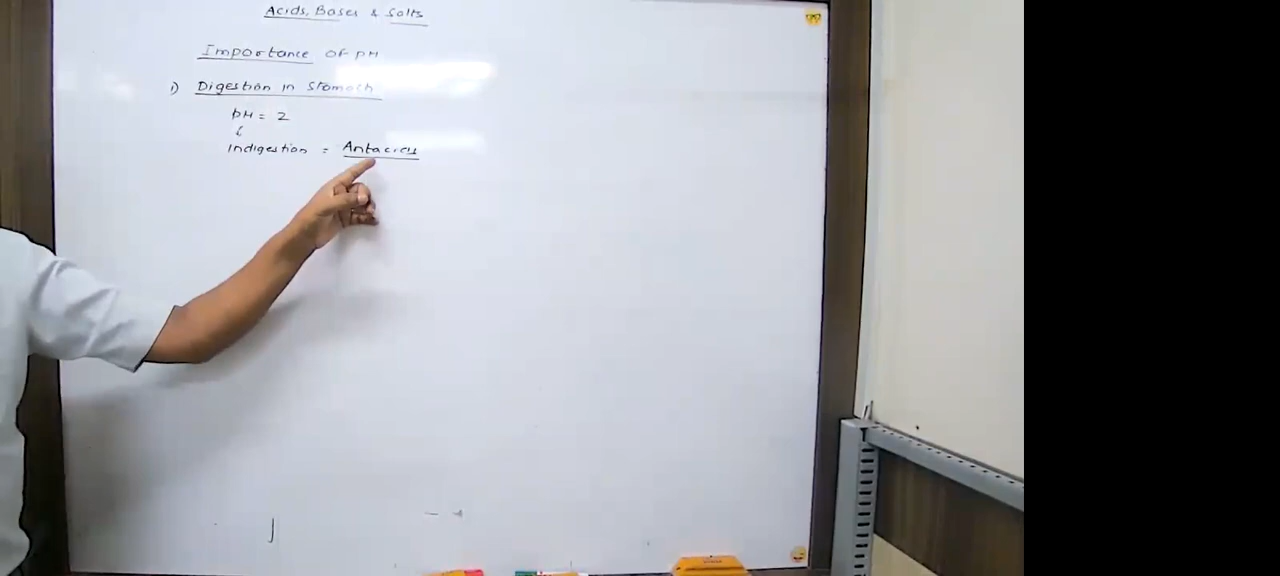 Acids, Bases & Salts
Importance of pH
1) Digestion in Stomach
pH = 2
Indigestion = Antacids